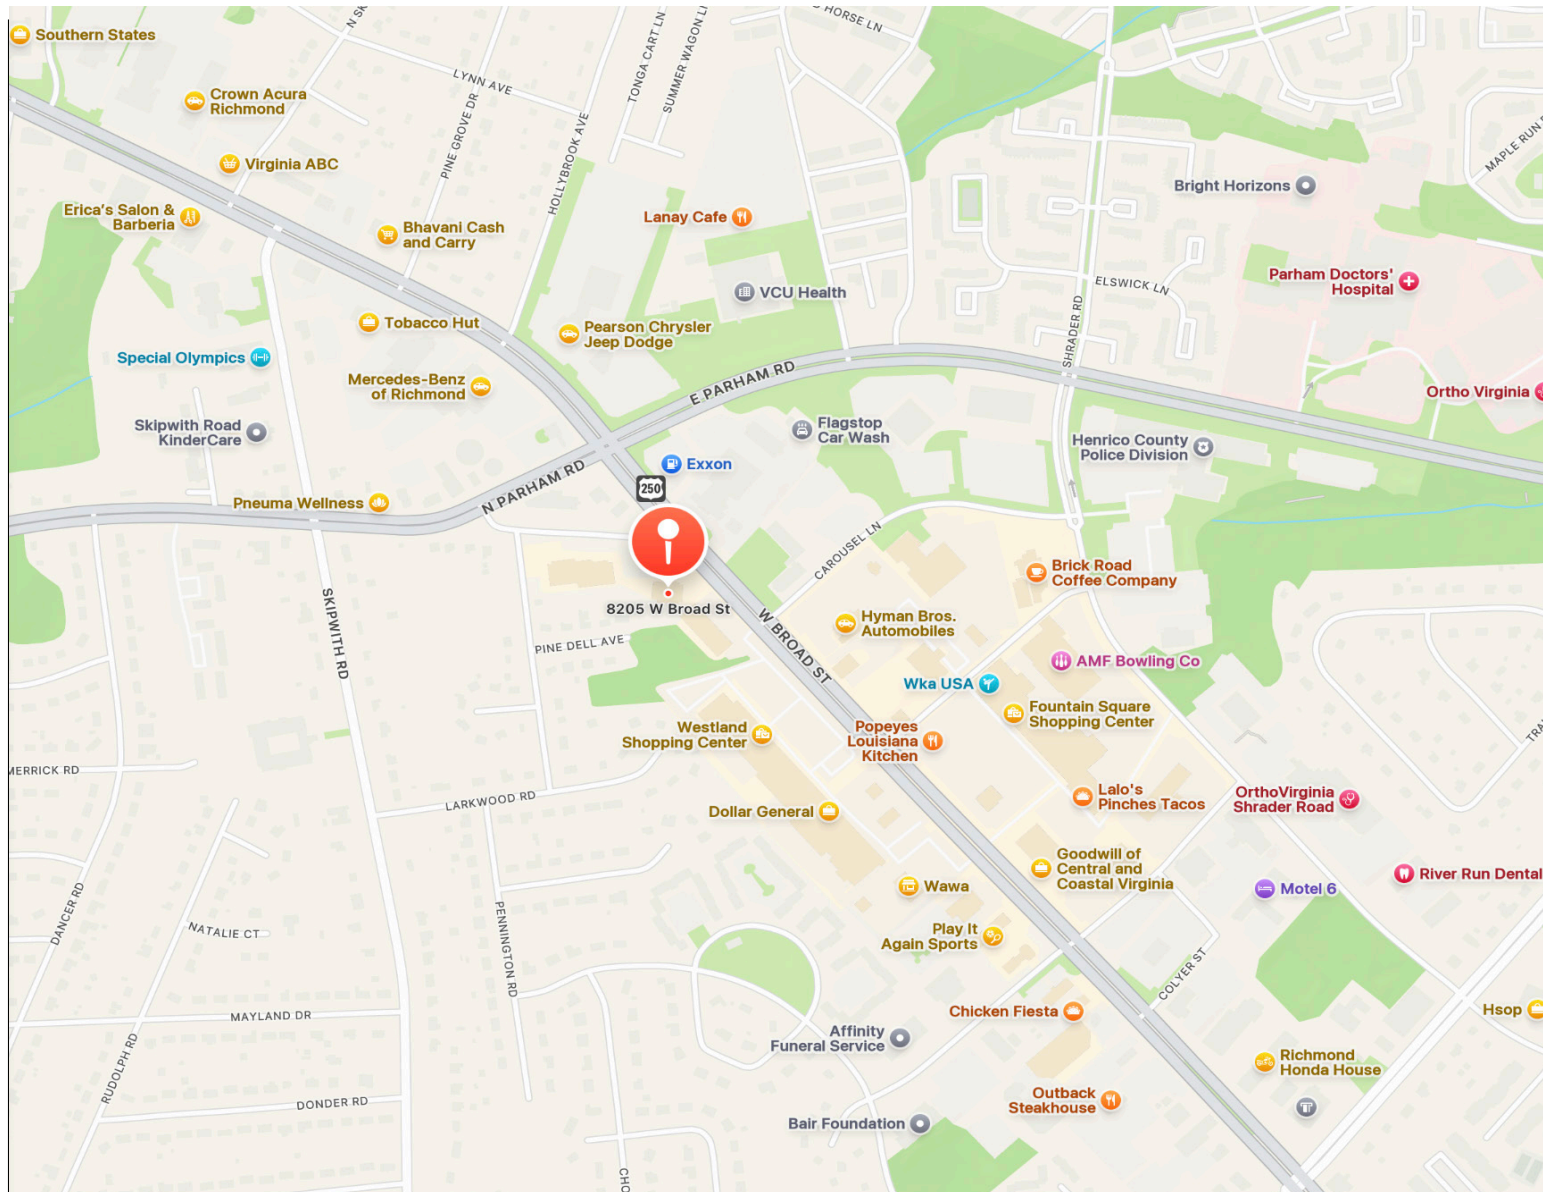 Southern States
N SK
LYNN AVE
TONGA CART LN
SUMMER WAGON L
HORSE LN
Crown Acura
Richmond
PINE GROVE DR
HOLLYBROOK AVE
MAPLE RUN
Virginia ABC
Bright Horizons
Erica's Salon &
Barberia
Bhavani Cash
and Carry
Lanay Cafe
Parham Doctors'
Hospital
ELSWICK LN
VCU Health
Tobacco Hut
Pearson Chrysler
Jeep Dodge
SHRADER RD
Special Olympics
Mercedes-Benz
of Richmond
E PARHAM RD
Ortho Virginia
Skipwith Road
KinderCare
Flagstop
Car Wash
Henrico County
Police Division
Exxon
250
N PARHAM RD
Pneuma Wellness
CAROUSEL LN
Brick Road
Coffee Company
8205 W Broad St
SKIPWITH RD
W BROAD ST
Hyman Bros.
Automobiles
PINE DELL AVE
AMF Bowling Co
Wka USA
Fountain Square
Shopping Center
Westland
Shopping Center
Popeyes
Louisiana
Kitchen
TRA
MERRICK RD
LARKWOOD RD
Lalo's
Pinches Tacos
OrthoVirginia
Shrader Road
Dollar General
Goodwill of
Central and
Coastal Virginia
Wawa
Motel 6
River Run Dental
DANCER RD
NATALIE CT
PENNINGTON RD
Play It
Again Sports
COLYER ST
MAYLAND DR
Chicken Fiesta
Hsop
RUDOLPH RD
Affinity
Funeral Service
Richmond
Honda House
DONDER RD
Outback
Steakhouse
Bair Foundation
CHO